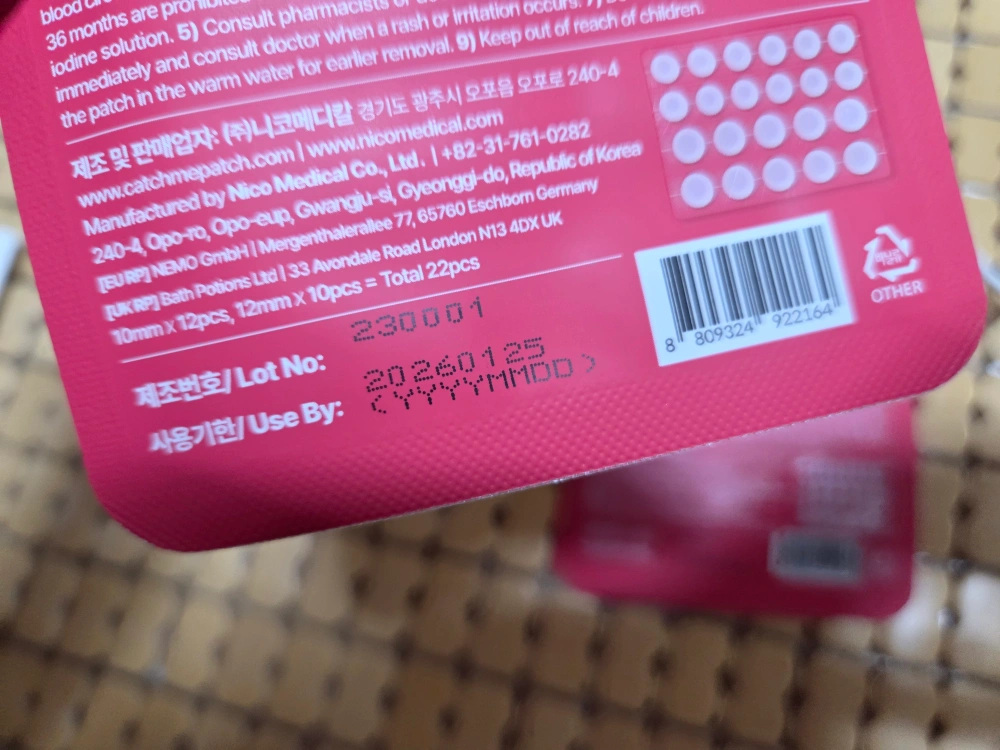 36 months are prohibited
iodine solution. 5) Consult pharmacists or
immediately and consult doctor when a rash or irritation occurs. 7)
the patch in the warm water for earlier removal. 9) Keep out of reach of children.
제조 및 판매업자: (주)니코메디칼 경기도 광주시 오포읍 오포로 240-4
www.catchmepatch.com | www.nicomedical.com
Manufactured by Nico Medical Co., Ltd. | +82-31-761-0282
240-4, Opo-ro, Opo-eup, Gwangju-si, Gyeonggi-do, Republic of Korea
[EU RP] NEMO GmbH | Mergenthalerallee 77, 65760 Eschborn Germany
[UK RP] Bath Potions Ltd | 33 Avondale Road London N13 4DX UK
10mm x 12pcs, 12mm x 10pcs = Total 22pcs
제조번호/ Lot No: 230001
사용기한/ Use By: 20260125
(YYYYMMDD)
8 809324 922164
OTHER